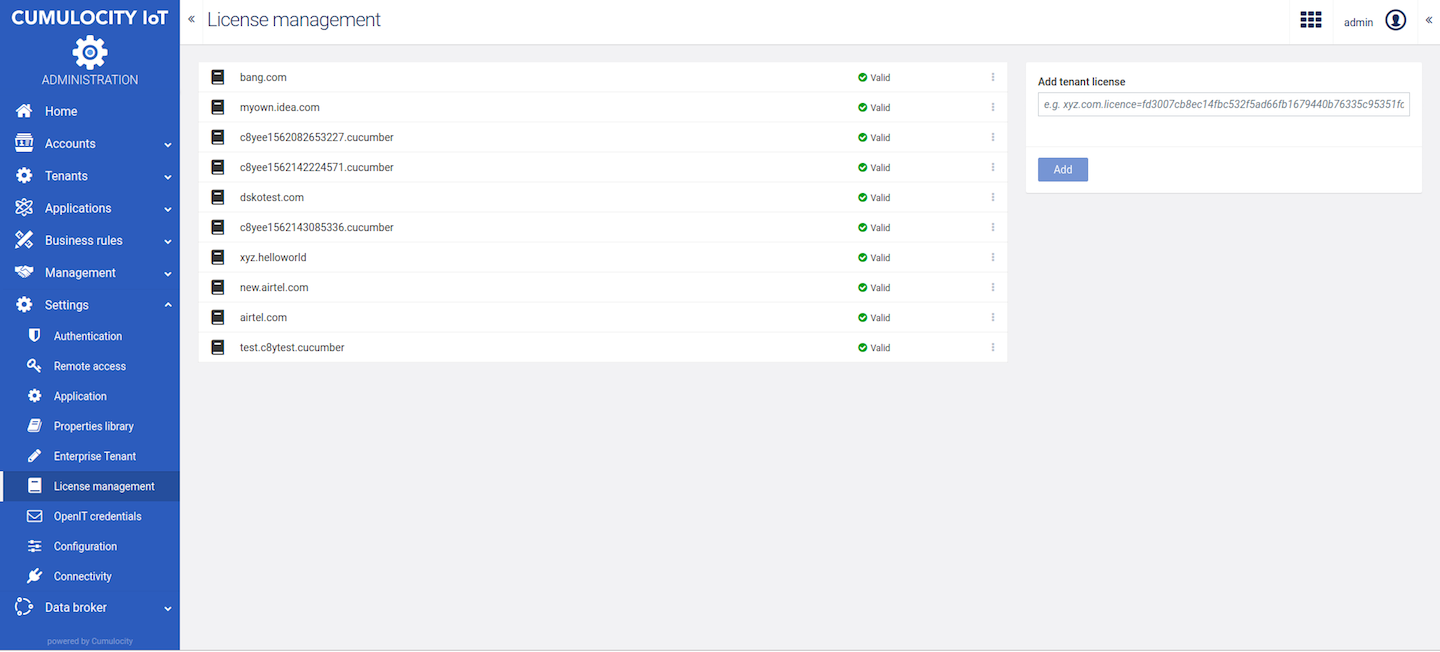 CUMULOCITY IoT
ADMINISTRATION
Home
Accounts
Tenants
Applications
Business rules
Management
Settings
Authentication
Remote access
Application
Properties library
Enterprise Tenant
License management
OpenIT credentials
Configuration
Connectivity
Data broker
powered by Cumulocity
« License management
admin «
bang.com Valid
myown.idea.com Valid
c8yee1562082653227.cucumber Valid
c8yee1562142224571.cucumber Valid
dskotest.com Valid
c8yee1562143085336.cucumber Valid
xyz.helloworld Valid
new.airtel.com Valid
airtel.com Valid
test.c8ytest.cucumber Valid
Add tenant license
e.g. xyz.com.licence=fd3007cb8ec14fbc532f5ad66fb1679440b76335c95351fc
Add